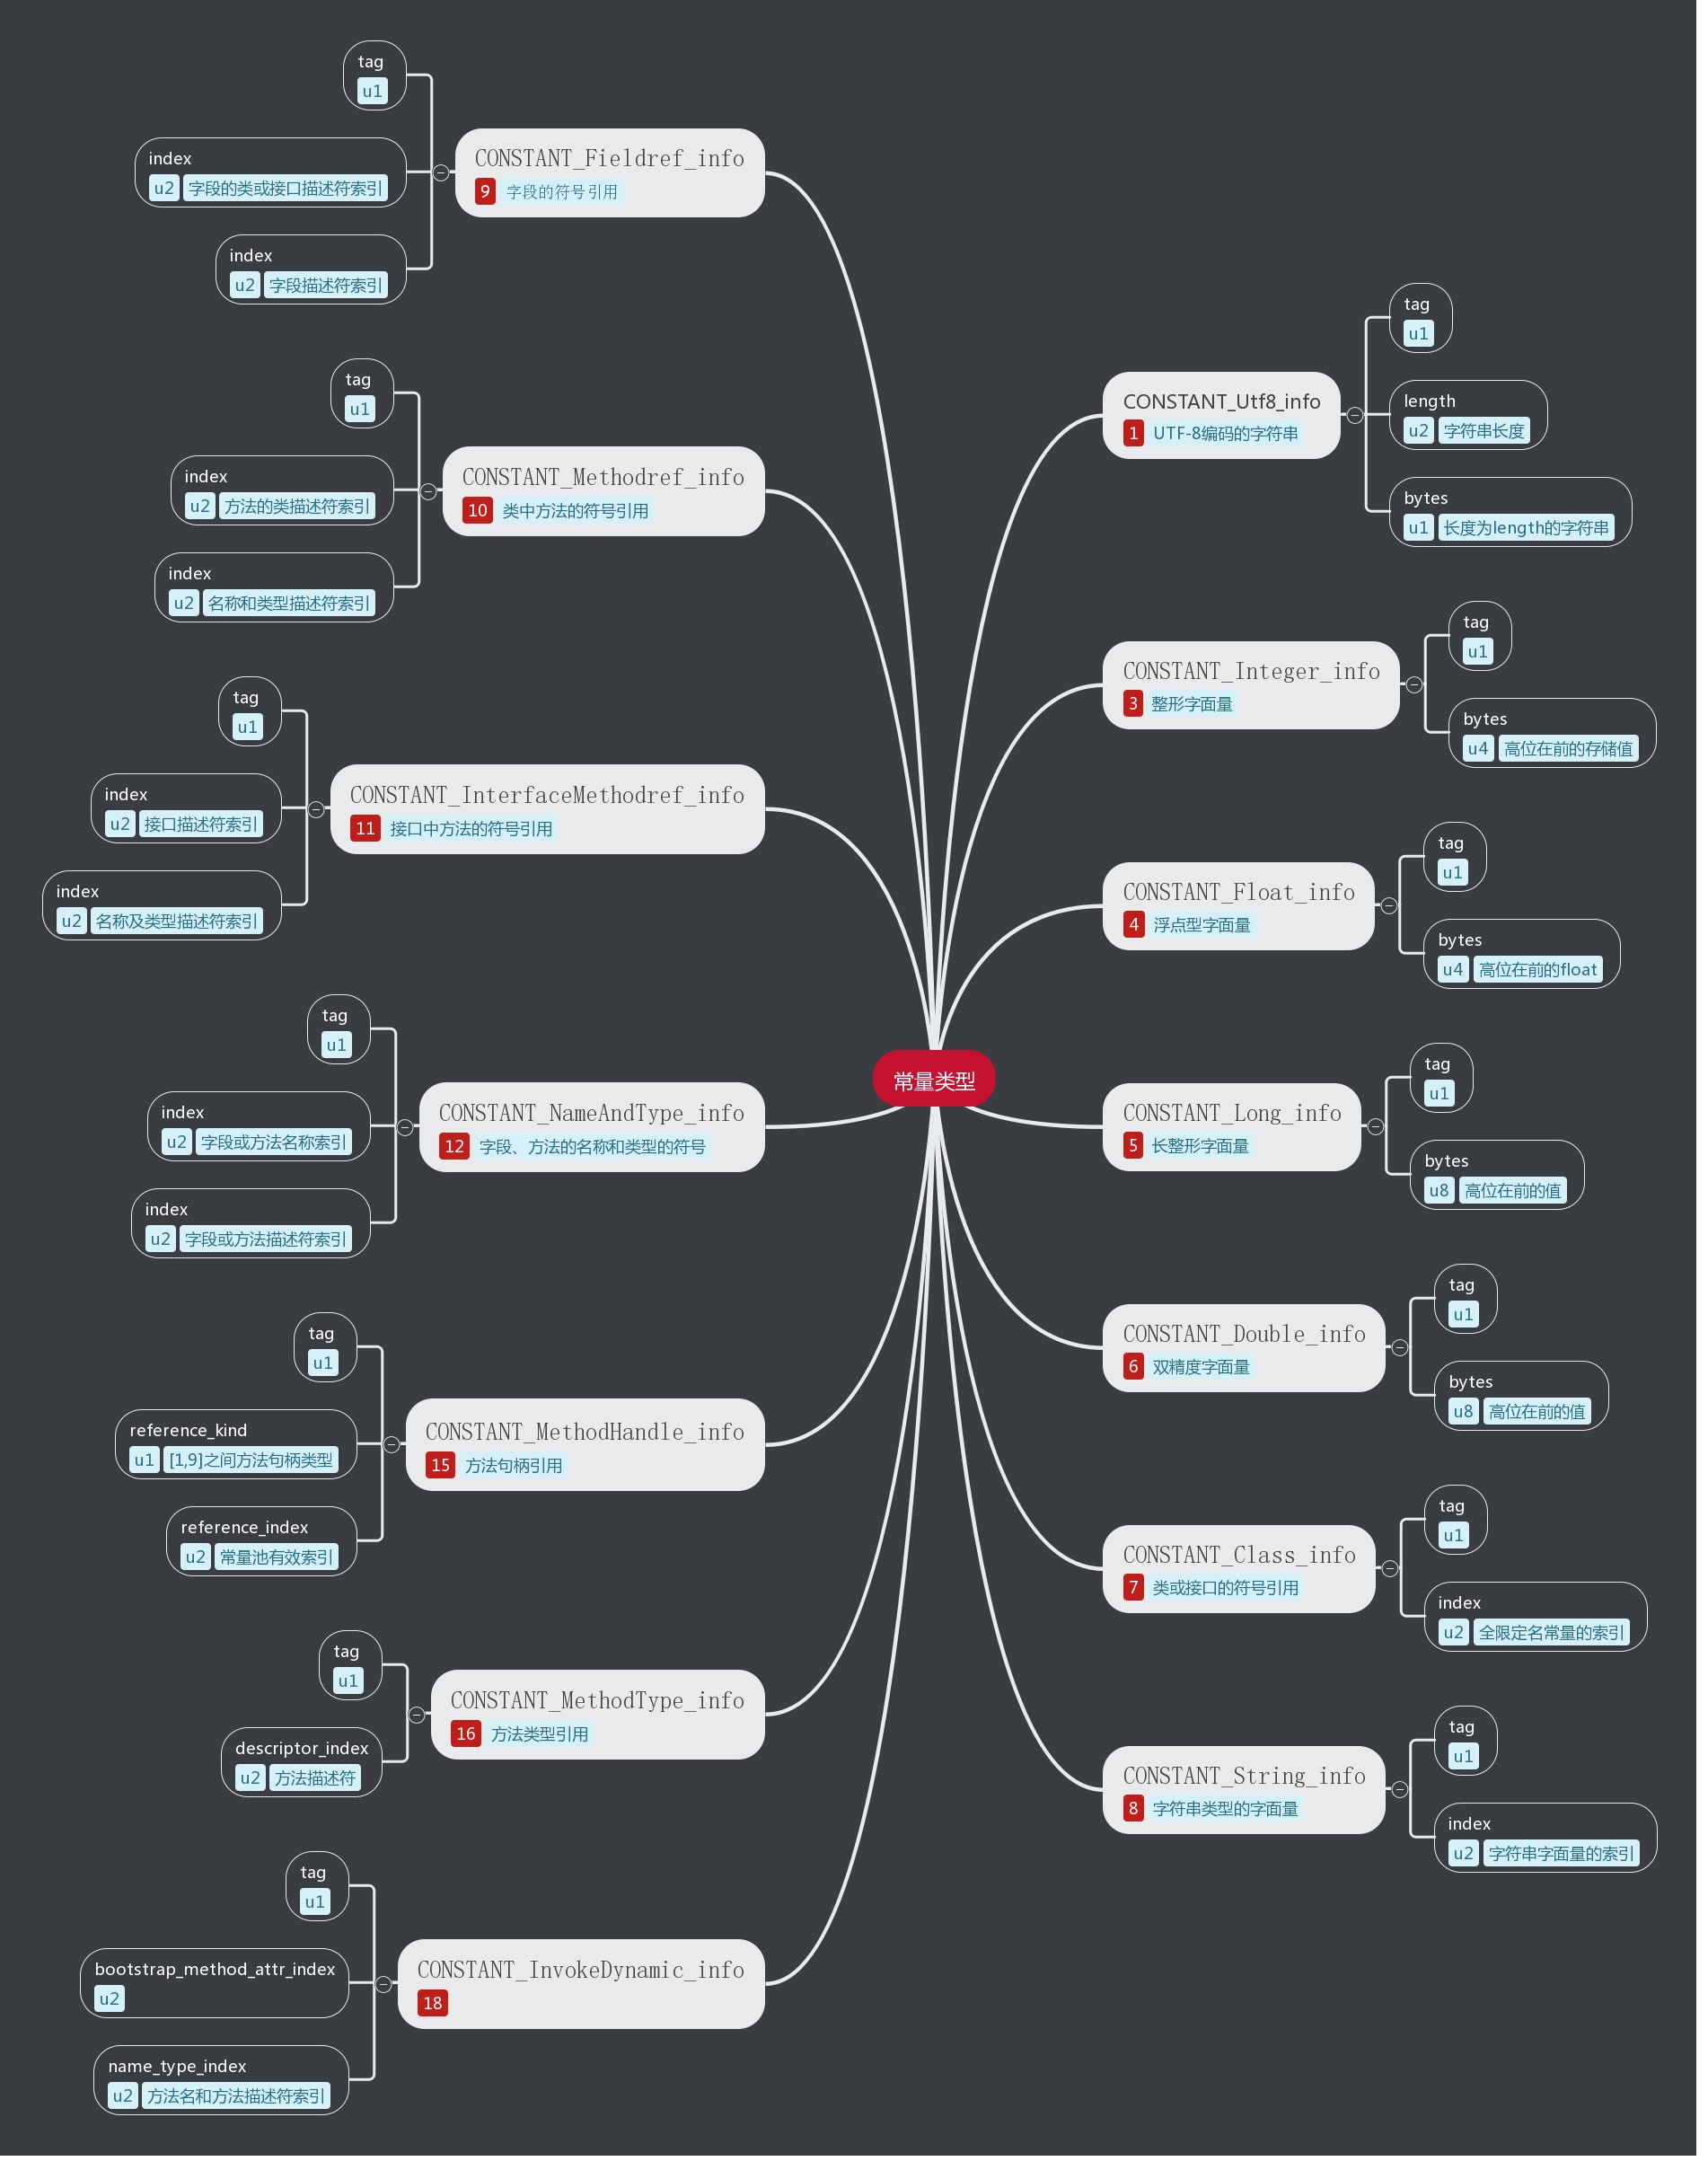 常量类型
CONSTANT_Utf8_info
1 UTF-8编码的字符串
tag
u1
length
u2 字符串长度
bytes
u1 长度为length的字符串
CONSTANT_Integer_info
3 整形字面量
tag
u1
bytes
u4 高位在前的存储值
CONSTANT_Float_info
4 浮点型字面量
tag
u1
bytes
u4 高位在前的float
CONSTANT_Long_info
5 长整形字面量
tag
u1
bytes
u8 高位在前的值
CONSTANT_Double_info
6 双精度字面量
tag
u1
bytes
u8 高位在前的值
CONSTANT_Class_info
7 类或接口的符号引用
tag
u1
index
u2 全限定名常量的索引
CONSTANT_String_info
8 字符串类型的字面量
tag
u1
index
u2 字符串字面量的索引
CONSTANT_Fieldref_info
9 字段的符号引用
tag
u1
index
u2 字段的类或接口描述符索引
index
u2 字段描述符索引
CONSTANT_Methodref_info
10 类中方法的符号引用
tag
u1
index
u2 方法的类描述符索引
index
u2 名称和类型描述符索引
CONSTANT_InterfaceMethodref_info
11 接口中方法的符号引用
tag
u1
index
u2 接口描述符索引
index
u2 名称及类型描述符索引
CONSTANT_NameAndType_info
12 字段、方法的名称和类型的符号
tag
u1
index
u2 字段或方法名称索引
index
u2 字段或方法描述符索引
CONSTANT_MethodHandle_info
15 方法句柄引用
tag
u1
reference_kind
u1 [1,9]之间方法句柄类型
reference_index
u2 常量池有效索引
CONSTANT_MethodType_info
16 方法类型引用
tag
u1
descriptor_index
u2 方法描述符
CONSTANT_InvokeDynamic_info
18
tag
u1
bootstrap_method_attr_index
u2
name_type_index
u2 方法名和方法描述符索引